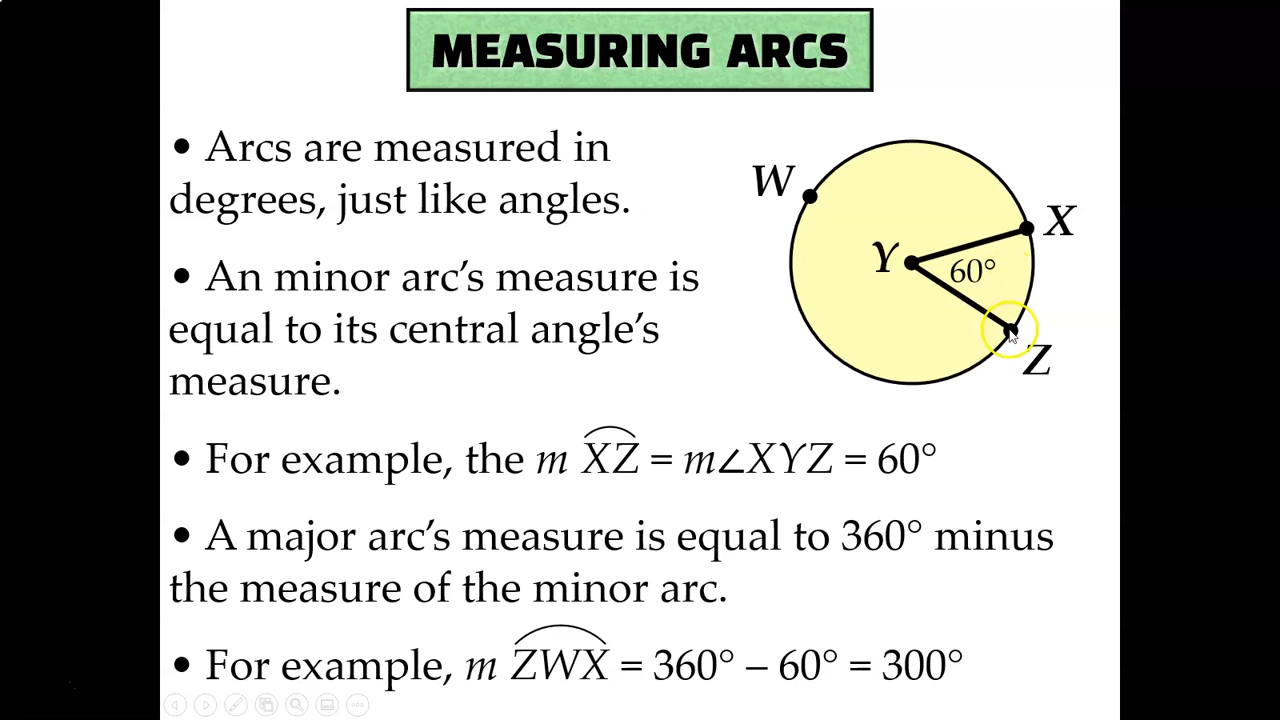 MEASURING ARCS
• Arcs are measured in
degrees, just like angles.
• An minor arc’s measure is
equal to its central angle’s
measure.
W
X
Y
60°
Z
• For example, the m XZ = m∠XYZ = 60°
• A major arc’s measure is equal to 360° minus
the measure of the minor arc.
• For example, m ZWX = 360° – 60° = 300°